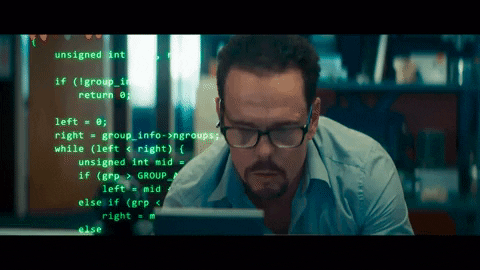 {
unsigned int
if (!group_info
return 0;
left = 0;
right = group_info->ngroups;
while (left < right) {
unsigned int mid =
if (grp > GROUP_A
left = mid
else if (grp <
right = m
else